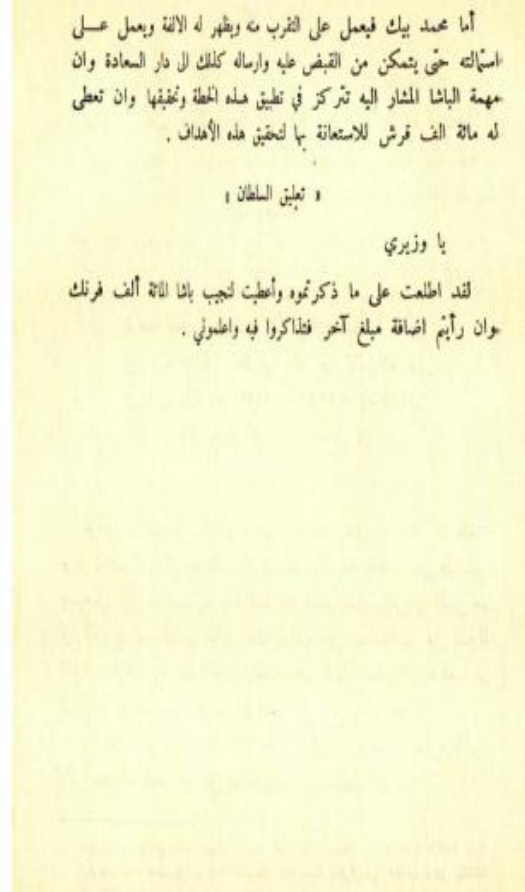 أما محمد بيك فيعمل على التقرب منه ويظهر له الالفة ويعمل عـــلى
استمالته حتى يتمكن من القبض عليه وارساله كذلك الى دار السعادة وان
مهمة الباشا المشار اليه تتركز في تطبيق هذه الخطة وتحقيقها وان تعطى
له مائة الف قرش للاستعانة بها لتحقيق هذه الأهداف .
« تعليق السلطان »
يا وزيري
لقد اطلعت على ما ذكرتموه وأعطيت لنجيب باشا المائة ألف فرنك
وان رأيتم اضافة مبلغ آخر فتذاكروا فيه واعلموني .